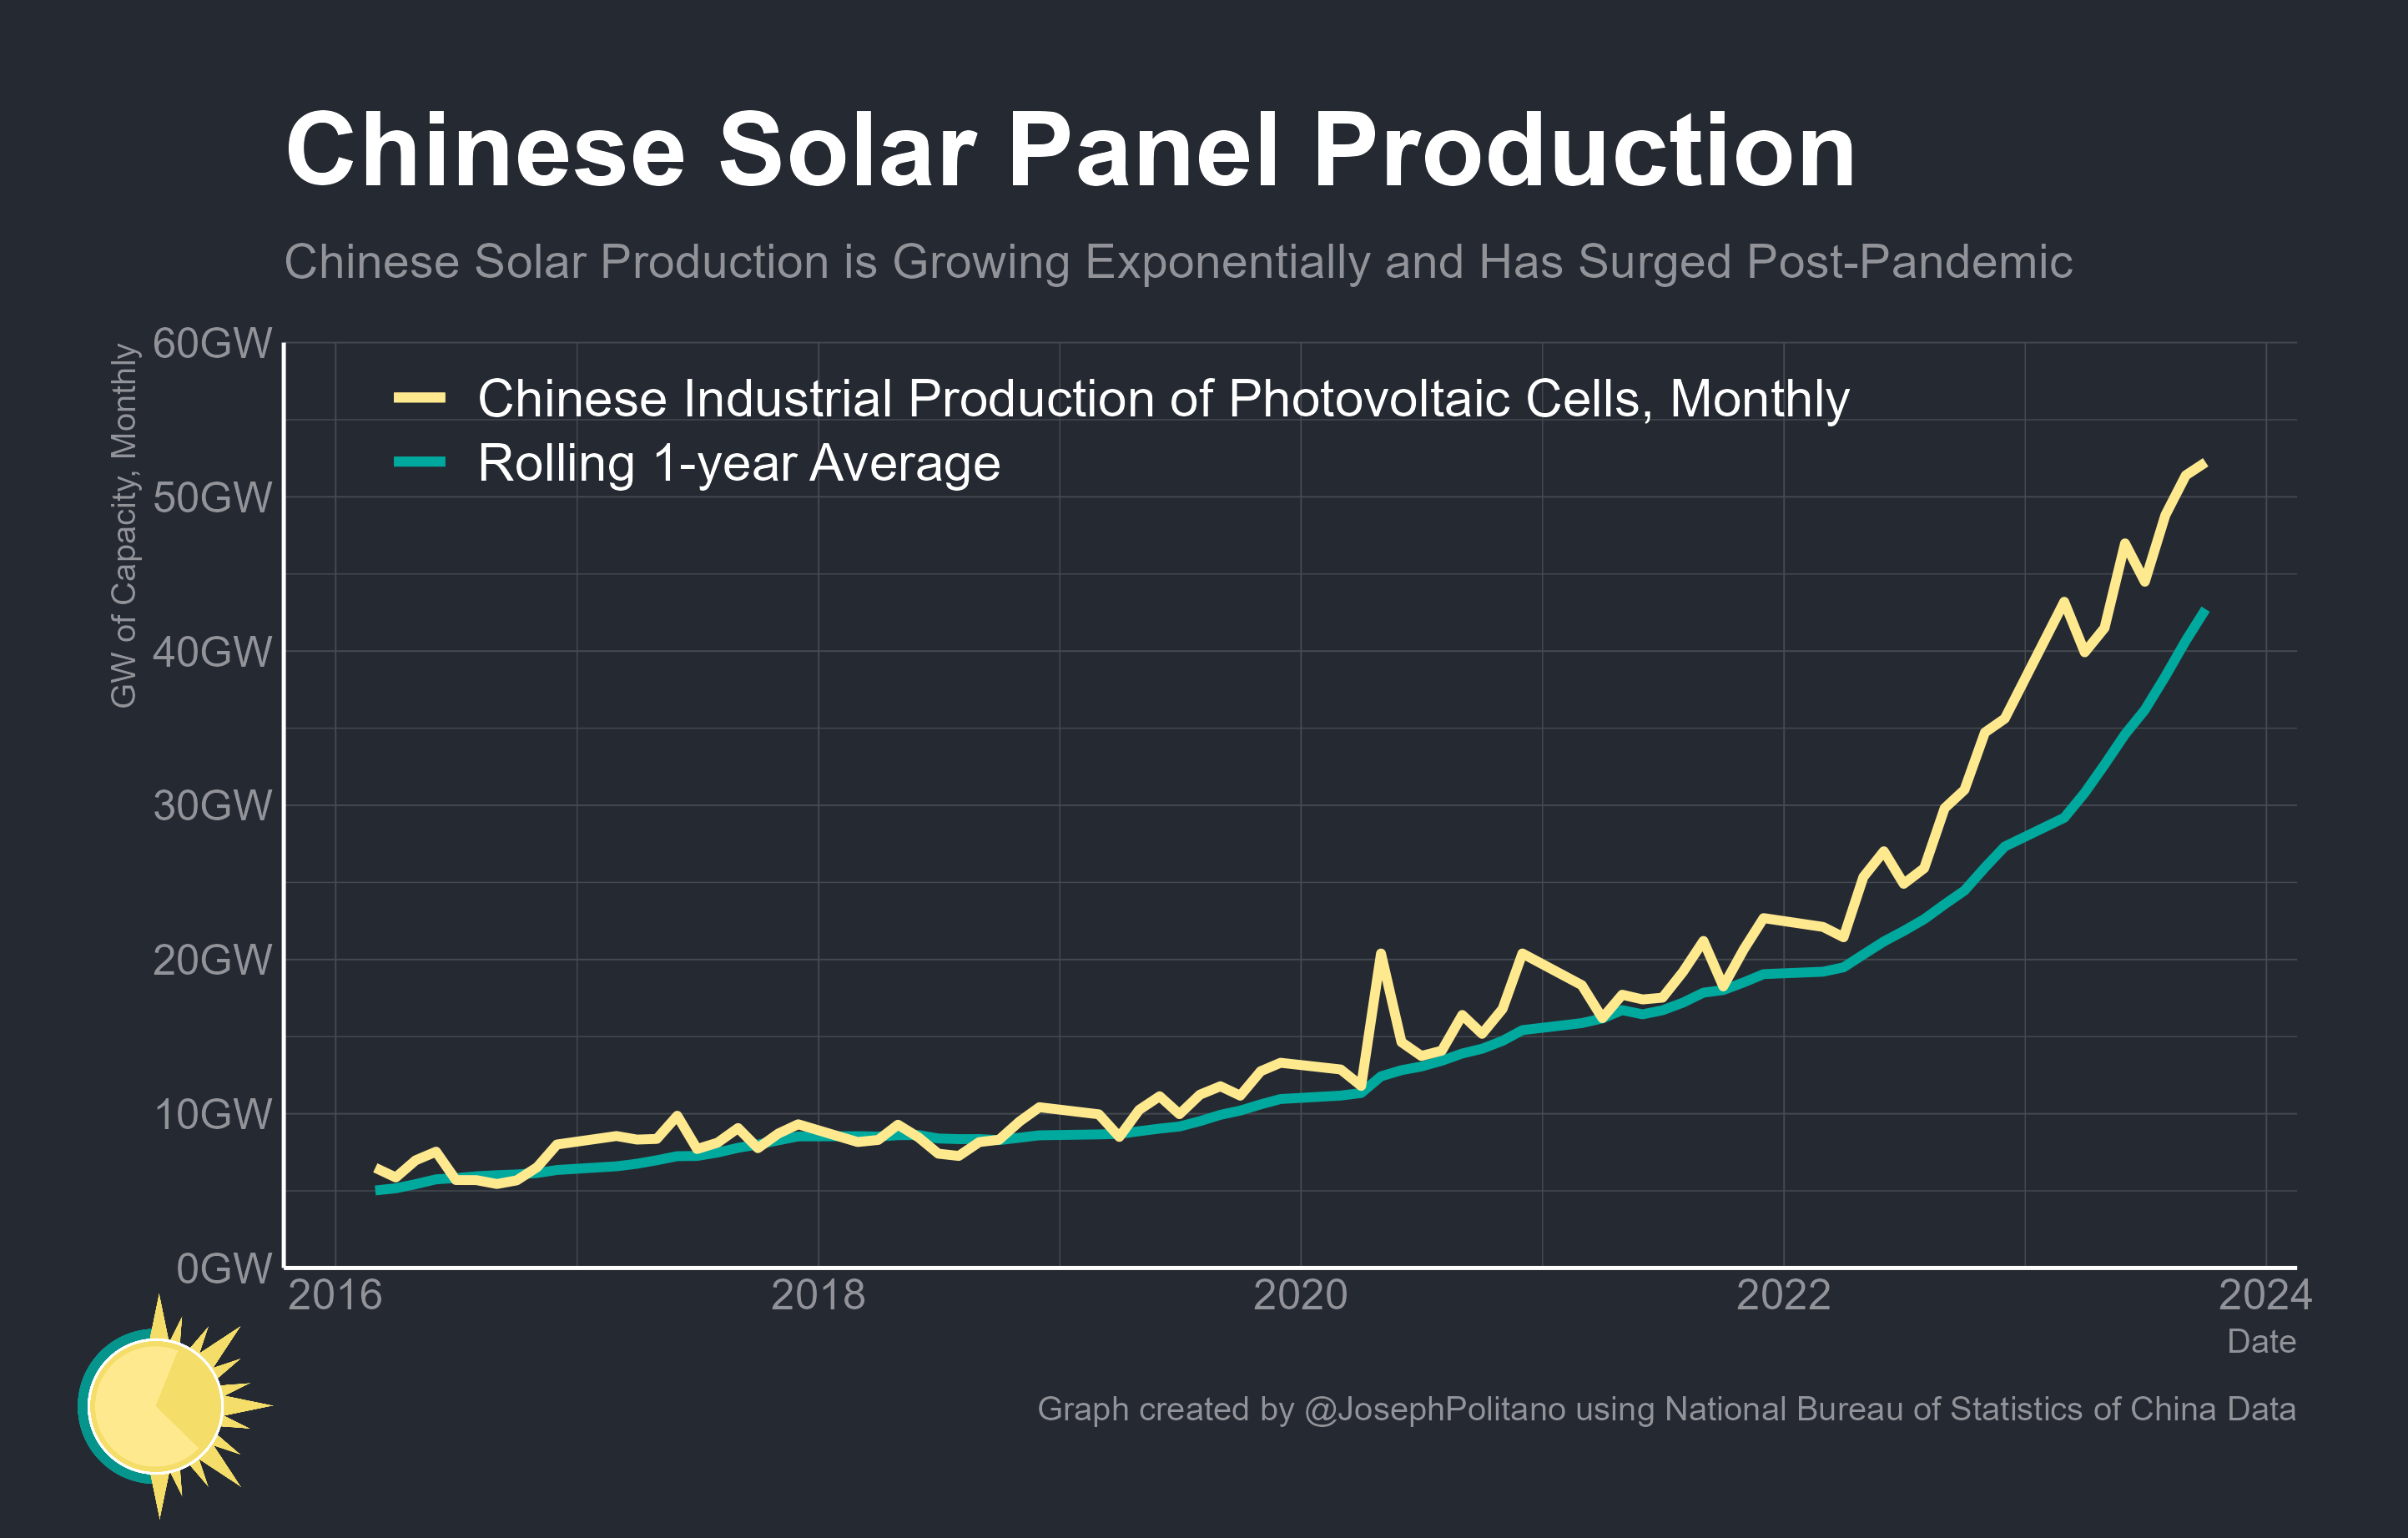 Chinese Solar Panel Production
Chinese Solar Production is Growing Exponentially and Has Surged Post-Pandemic
GW of Capacity, Monthly
60GW
50GW
40GW
30GW
20GW
10GW
0GW
Chinese Industrial Production of Photovoltaic Cells, Monthly
Rolling 1-year Average
2016 2018 2020 2022 2024
Date
Graph created by @JosephPolitano using National Bureau of Statistics of China Data